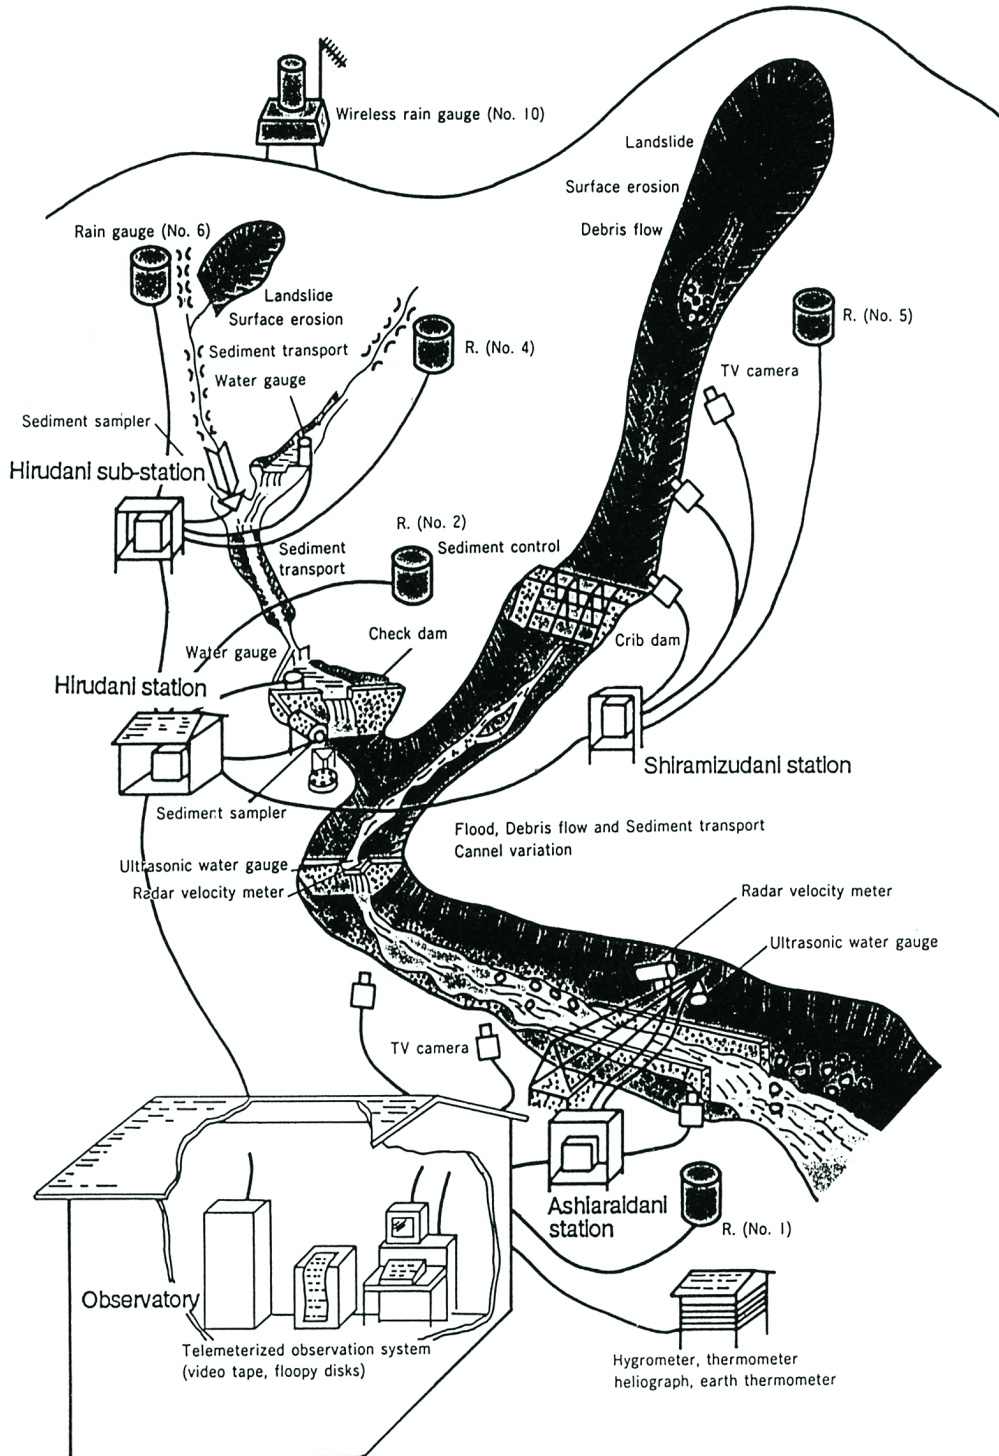 Wireless rain gauge (No. 10)
Landslide
Surface erosion
Debris flow
Rain gauge (No. 6)
Landslide
Surface erosion
Sediment transport
Water gauge
R. (No. 4)
R. (No. 5)
TV camera
Sediment sampler
Hirudani sub-station
R. (No. 2)
Sediment control
Sediment
transport
Check dam
Crib dam
Water gauge
Hirudani station
Shiramizudani station
Sediment sampler
Flood, Debris flow and Sediment transport
Cannel variation
Ultrasonic water gauge
Radar velocity meter
Radar velocity meter
Ultrasonic water gauge
TV camera
Ashiaraidani
station
R. (No. 1)
Observatory
Telemeterized observation system
(video tape, floopy disks)
Hygrometer, thermometer
heliograph, earth thermometer